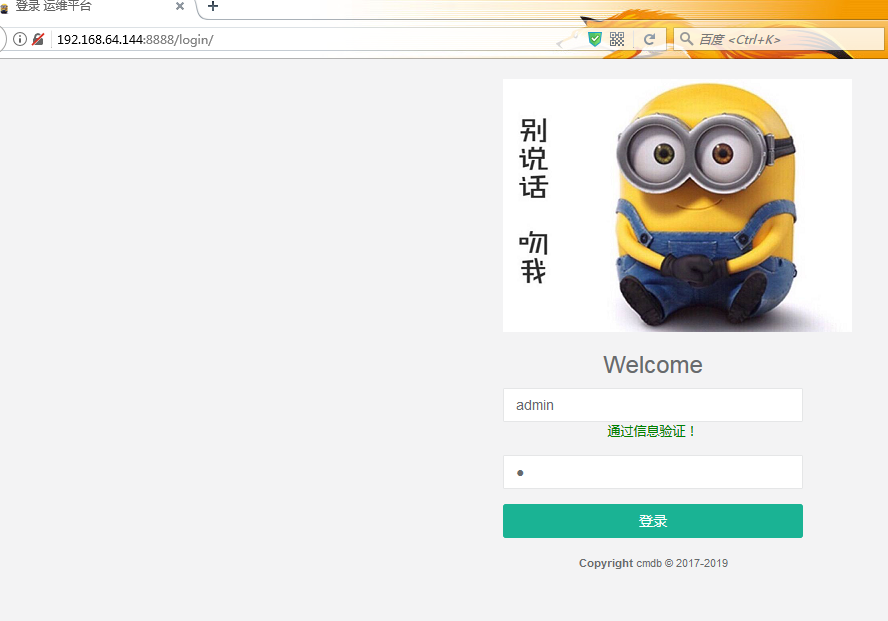 登录 运维平台
192.168.64.144:8888/login/
百度 <Ctrl+K>
别说话
吻我
Welcome
admin
通过信息验证！
登录
Copyright cmdb © 2017-2019